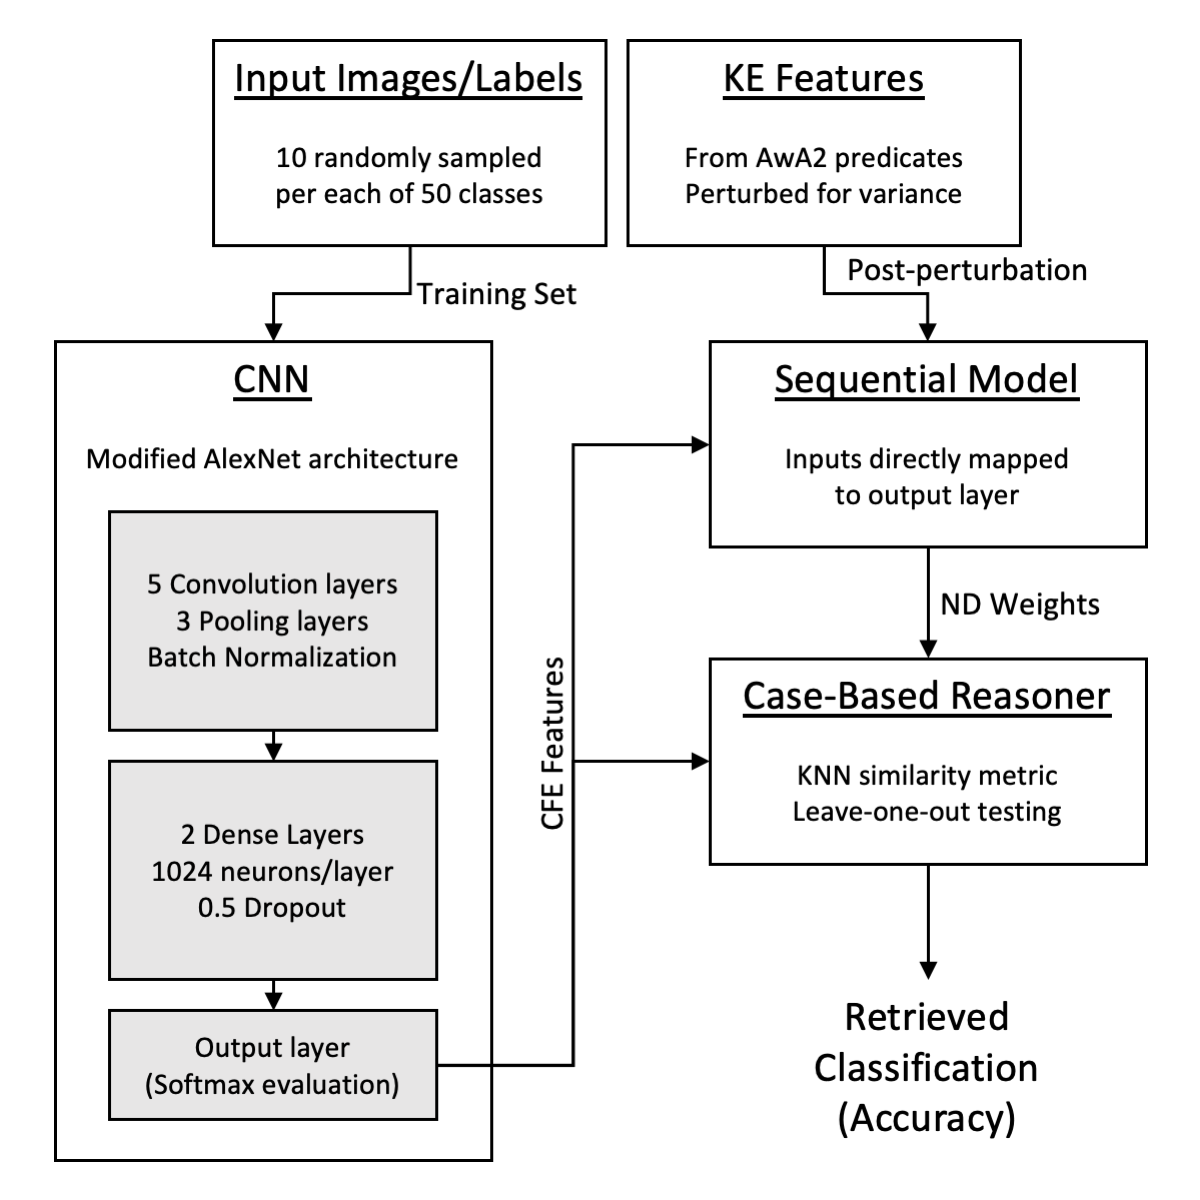 Input Images/Labels
10 randomly sampled
per each of 50 classes
KE Features
From AwA2 predicates
Perturbed for variance
Training Set
Post-perturbation
CNN
Modified AlexNet architecture
5 Convolution layers
3 Pooling layers
Batch Normalization
2 Dense Layers
1024 neurons/layer
0.5 Dropout
Output layer
(Softmax evaluation)
CFE Features
Sequential Model
Inputs directly mapped
to output layer
ND Weights
Case-Based Reasoner
KNN similarity metric
Leave-one-out testing
Retrieved
Classification
(Accuracy)